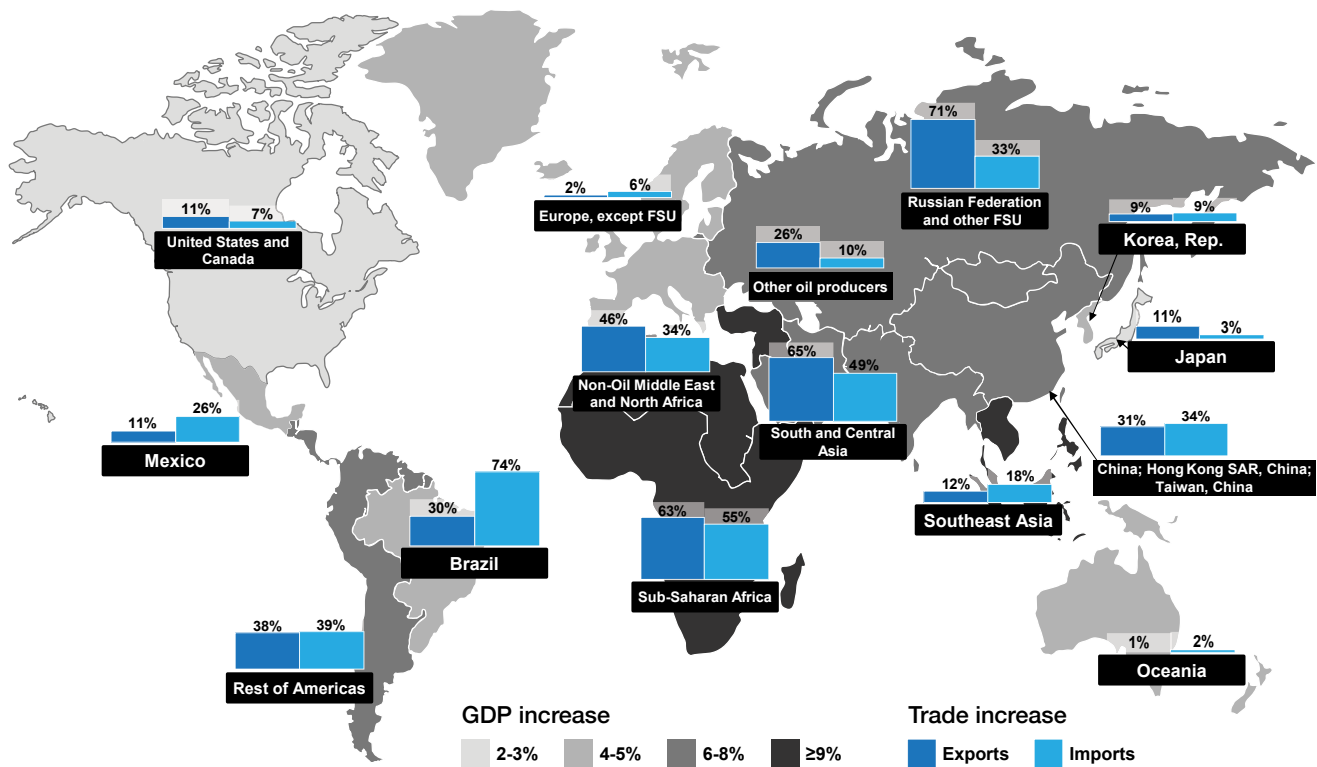 71%
33%
Russian Federation
and other FSU
2% 6%
Europe, except FSU
11% 7%
United States and
Canada
9% 9%
Korea, Rep.
26% 10%
Other oil producers
46% 34%
Non-Oil Middle East
and North Africa
65% 49%
South and Central
Asia
11% 3%
Japan
11% 26%
Mexico
31% 34%
China; Hong Kong SAR, China;
Taiwan, China
30% 74%
Brazil
12% 18%
Southeast Asia
63% 55%
Sub-Saharan Africa
38% 39%
Rest of Americas
1% 2%
Oceania
GDP increase
2-3% 4-5% 6-8% ≥9%
Trade increase
Exports Imports